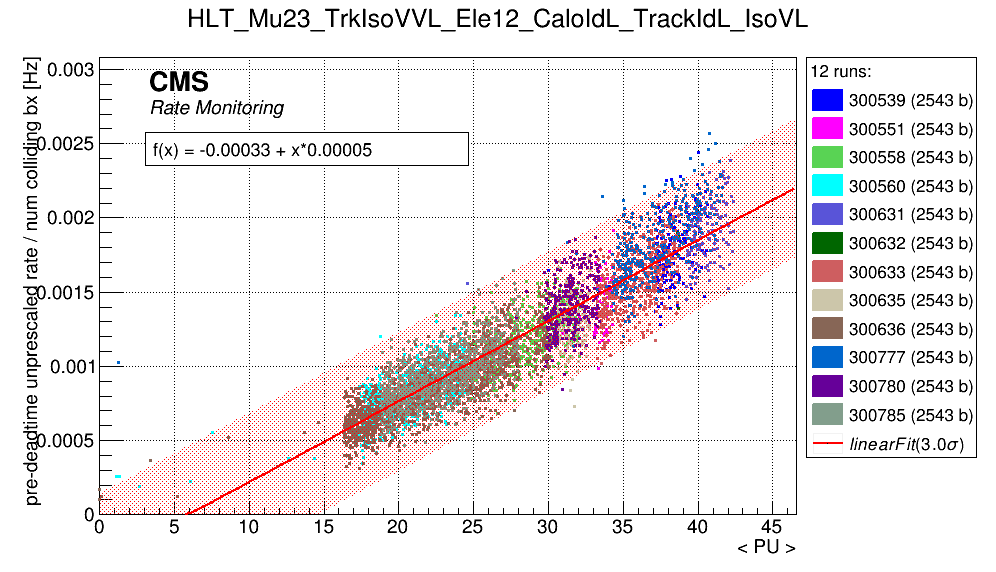 HLT_Mu23_TrkIsoVVL_Ele12_CaloIdL_TrackIdL_IsoVL
pre-deadtime unprescaled rate / num colliding bx [Hz]
0.003
0.0025
0.002
0.0015
0.001
0.0005
0
CMS
Rate Monitoring
f(x) = -0.00033 + x*0.00005
0 5 10 15 20 25 30 35 40 45
< PU >
12 runs:
300539 (2543 b)
300551 (2543 b)
300558 (2543 b)
300560 (2543 b)
300631 (2543 b)
300632 (2543 b)
300633 (2543 b)
300635 (2543 b)
300636 (2543 b)
300777 (2543 b)
300780 (2543 b)
300785 (2543 b)
linearFit(3.0σ)